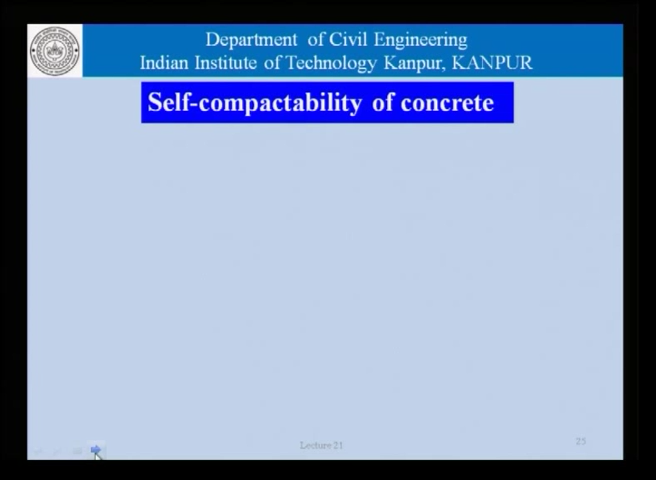 Department of Civil Engineering
Indian Institute of Technology Kanpur, KANPUR
Self-compactability of concrete
Lecture 21
25